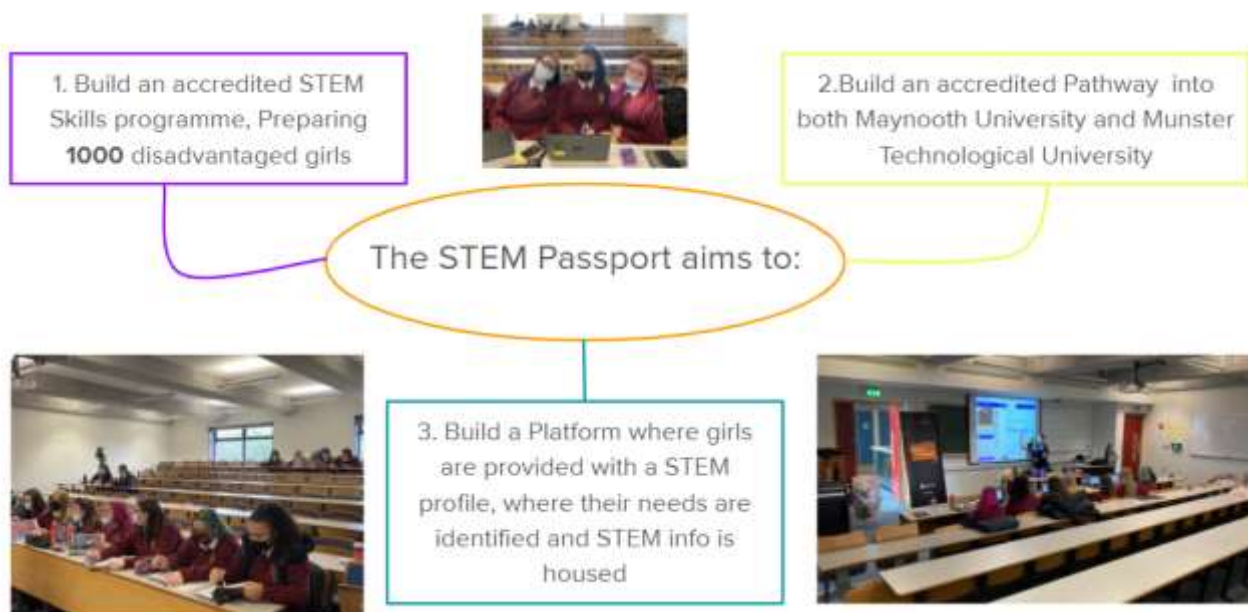 1. Build an accredited STEM
Skills programme, Preparing
1000 disadvantaged girls
2.Build an accredited Pathway into
both Maynooth University and Munster
Technological University
The STEM Passport aims to:
3. Build a Platform where girls
are provided with a STEM
profile, where their needs are
identified and STEM info is
housed